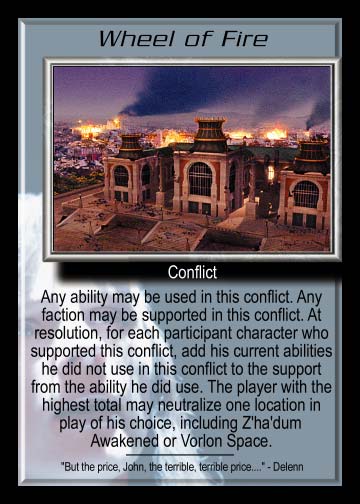 Wheel of Fire
Conflict
Any ability may be used in this conflict. Any
faction may be supported in this conflict. At
resolution, for each participant character who
supported this conflict, add his current abilities
he did not use in this conflict to the support
from the ability he did use. The player with the
highest total may neutralize one location in
play of his choice, including Z'ha'dum
Awakened or Vorlon Space.
"But the price, John, the terrible, terrible price...." - Delenn